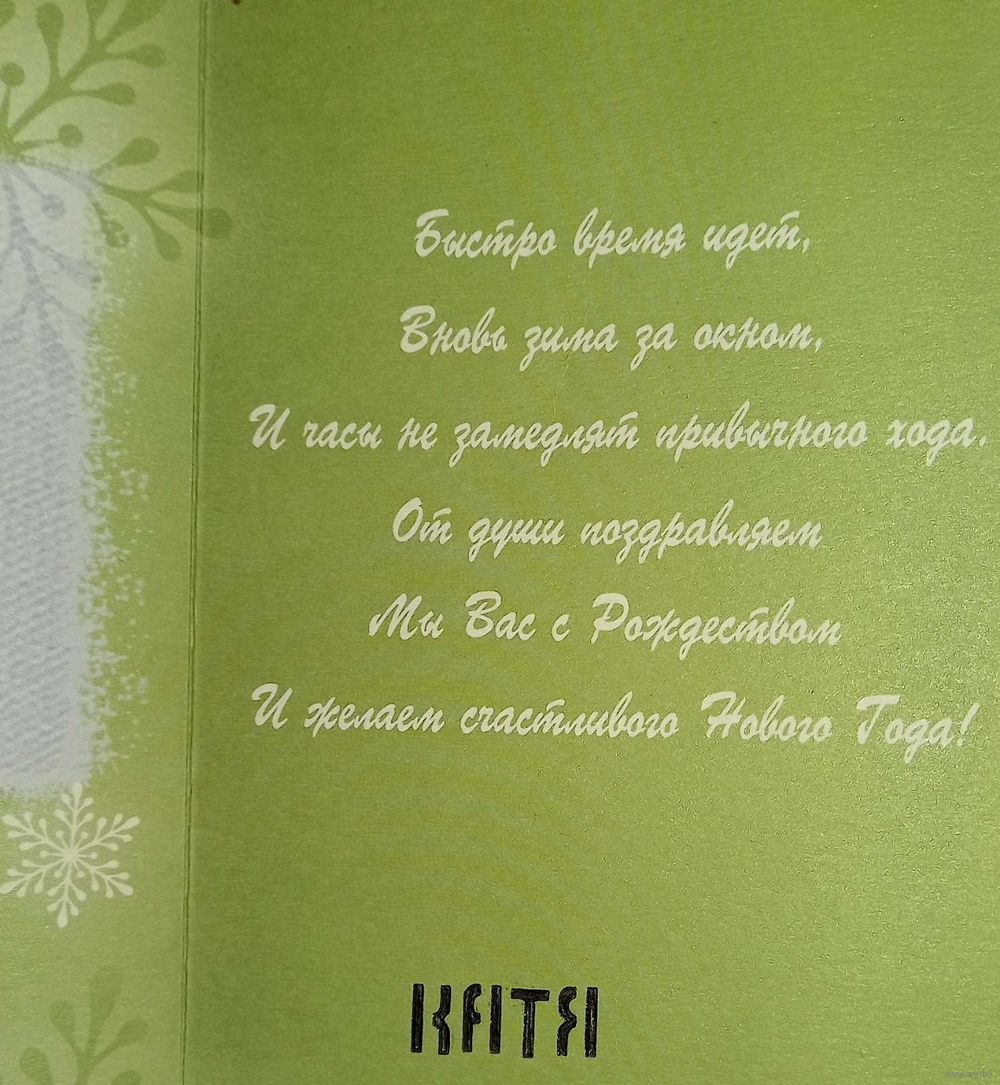 Быстро время идет,
Вновь зима за окном,
И часы не замедлят привычного хода.
От души поздравляем
Мы Вас с Рождеством
И желаем счастливого Нового Года!
КАТЯ